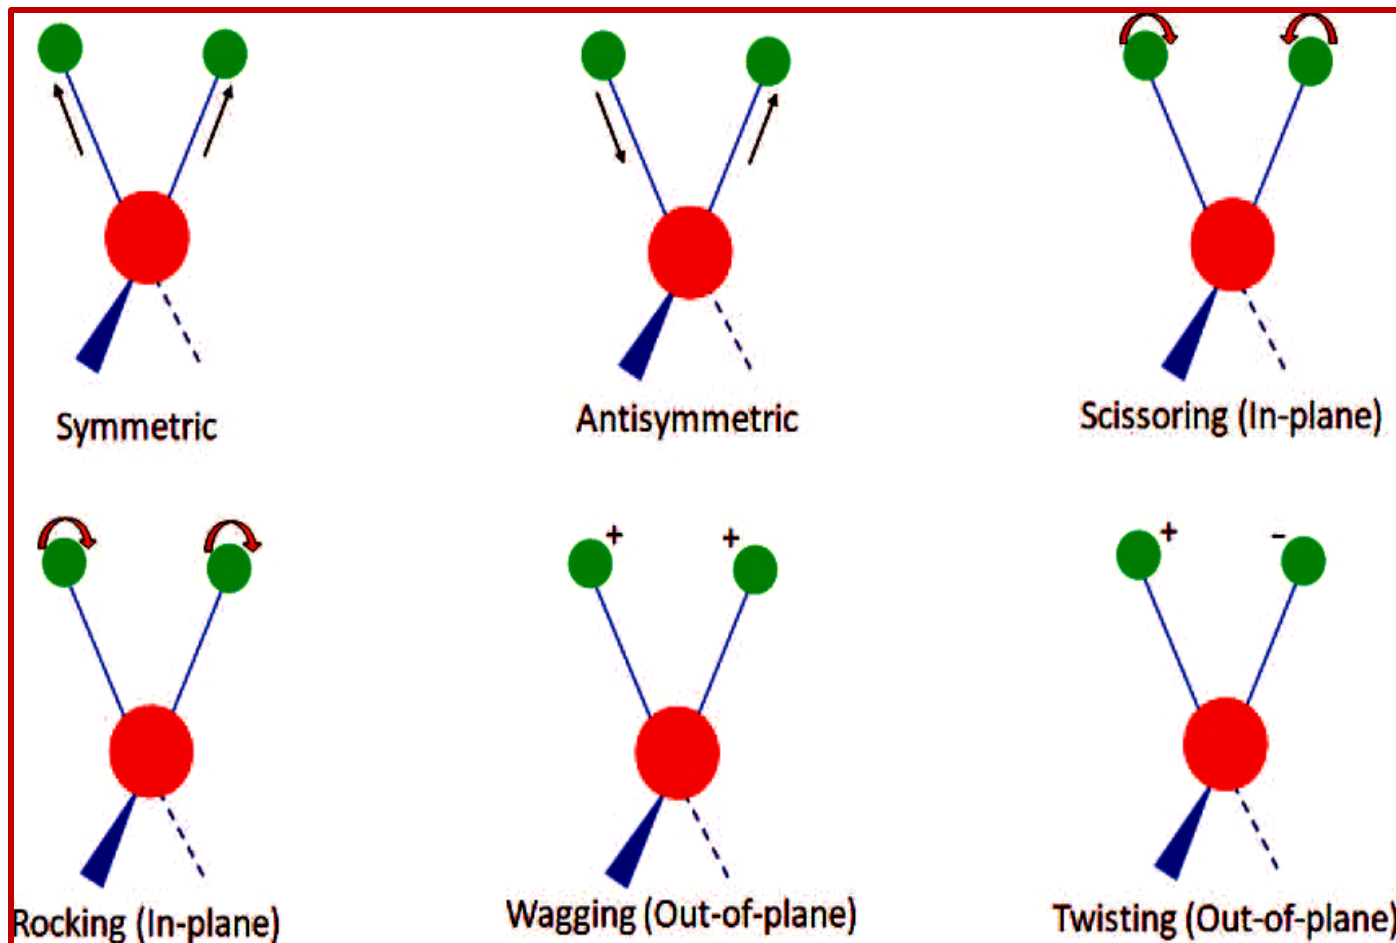 Symmetric
Antisymmetric
Scissoring (In-plane)
+ +
+ -
Rocking (In-plane)
Wagging (Out-of-plane)
Twisting (Out-of-plane)